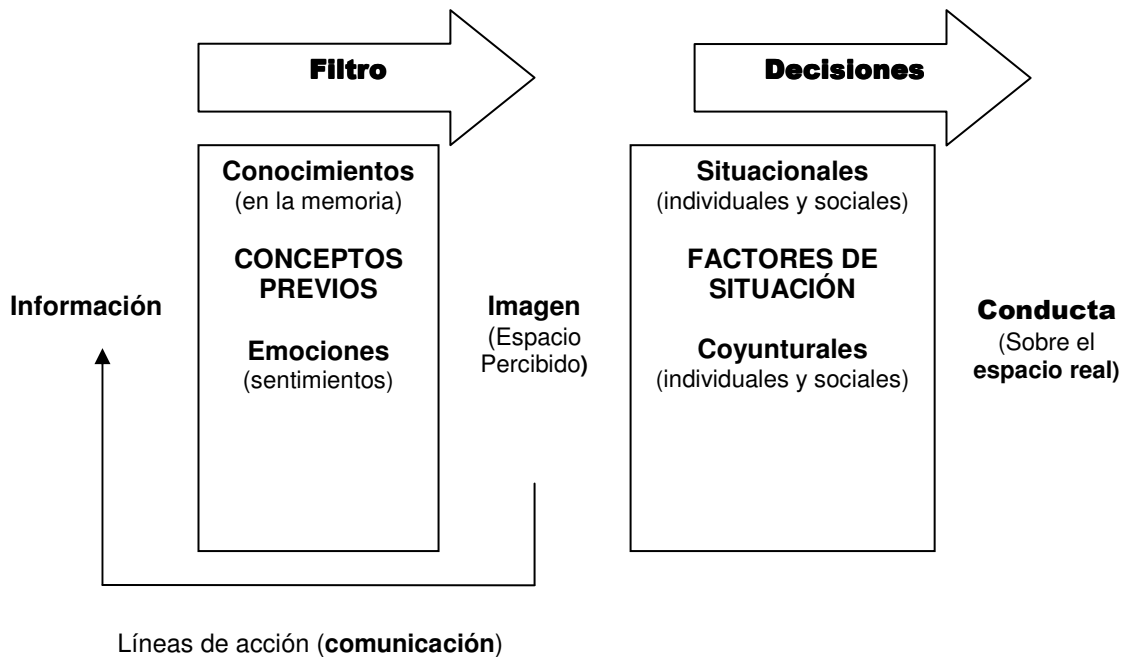 Filtro
Decisiones
Conocimientos
(en la memoria)
CONCEPTOS
PREVIOS
Emociones
(sentimientos)
Situacionales
(individuales y sociales)
FACTORES DE
SITUACIÓN
Coyunturales
(individuales y sociales)
Información
Imagen
(Espacio
Percibido)
Conducta
(Sobre el
espacio real)
Líneas de acción (comunicación)